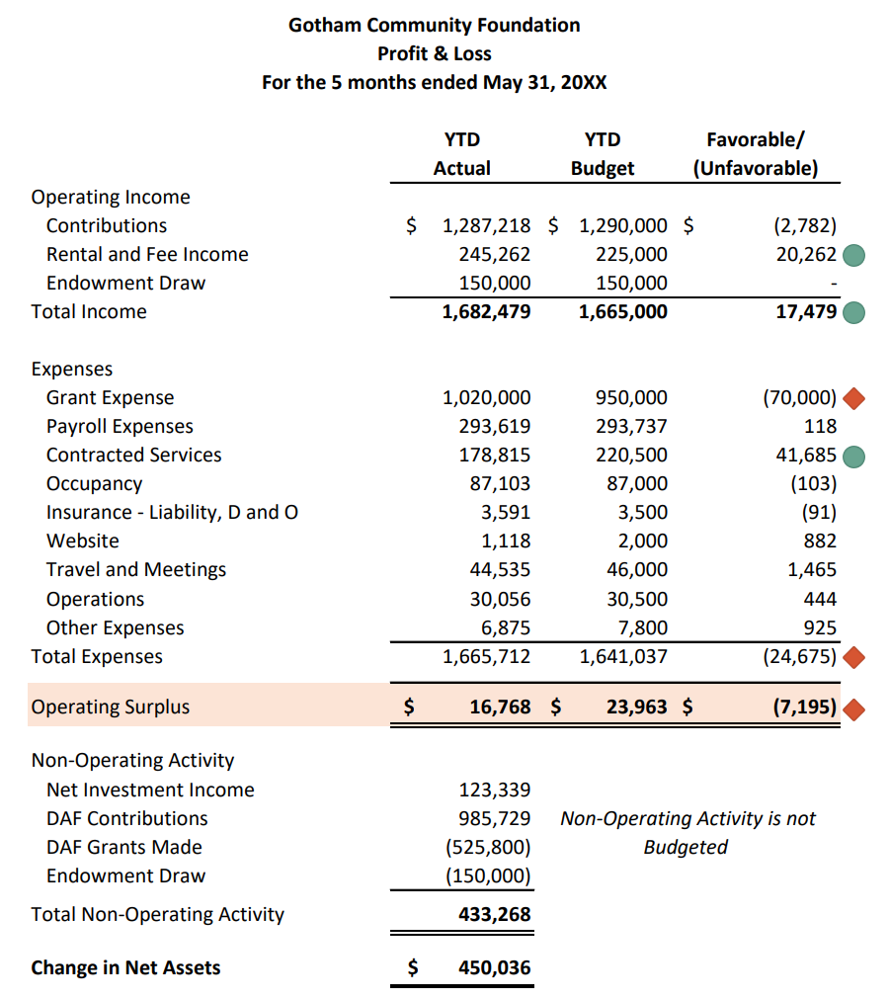 Gotham Community Foundation
Profit & Loss
For the 5 months ended May 31, 20XX
YTD YTD Favorable/
Actual Budget (Unfavorable)
Operating Income
Contributions $ 1,287,218 $ 1,290,000 $ (2,782)
Rental and Fee Income 245,262 225,000 20,262
Endowment Draw 150,000 150,000 -
Total Income 1,682,479 1,665,000 17,479
Expenses
Grant Expense 1,020,000 950,000 (70,000)
Payroll Expenses 293,619 293,737 118
Contracted Services 178,815 220,500 41,685
Occupancy 87,103 87,000 (103)
Insurance - Liability, D and O 3,591 3,500 (91)
Website 1,118 2,000 882
Travel and Meetings 44,535 46,000 1,465
Operations 30,056 30,500 444
Other Expenses 6,875 7,800 925
Total Expenses 1,665,712 1,641,037 (24,675)
Operating Surplus $ 16,768 $ 23,963 $ (7,195)
Non-Operating Activity
Net Investment Income 123,339
DAF Contributions 985,729 Non-Operating Activity is not
DAF Grants Made (525,800) Budgeted
Endowment Draw (150,000)
Total Non-Operating Activity 433,268
Change in Net Assets $ 450,036